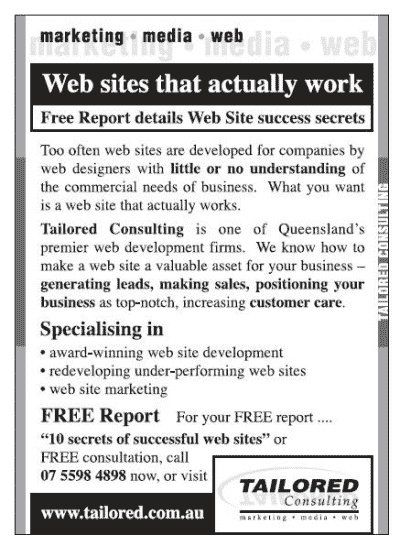 marketing • media • web
marketing • media • web
Web sites that actually work
Free Report details Web Site success secrets
Too often web sites are developed for companies by
web designers with little or no understanding of
the commercial needs of business. What you want
is a web site that actually works.
Tailored Consulting is one of Queensland's
premier web development firms. We know how to
make a web site a valuable asset for your business –
generating leads, making sales, positioning your
business as top-notch, increasing customer care.
Specialising in
• award-winning web site development
• redeveloping under-performing web sites
• web site marketing
FREE Report For your FREE report ....
“10 secrets of successful web sites” or
FREE consultation, call
07 5598 4898 now, or visit
www.tailored.com.au
TAILORED
Consulting
marketing • media • web
TAILORED CONSULTING